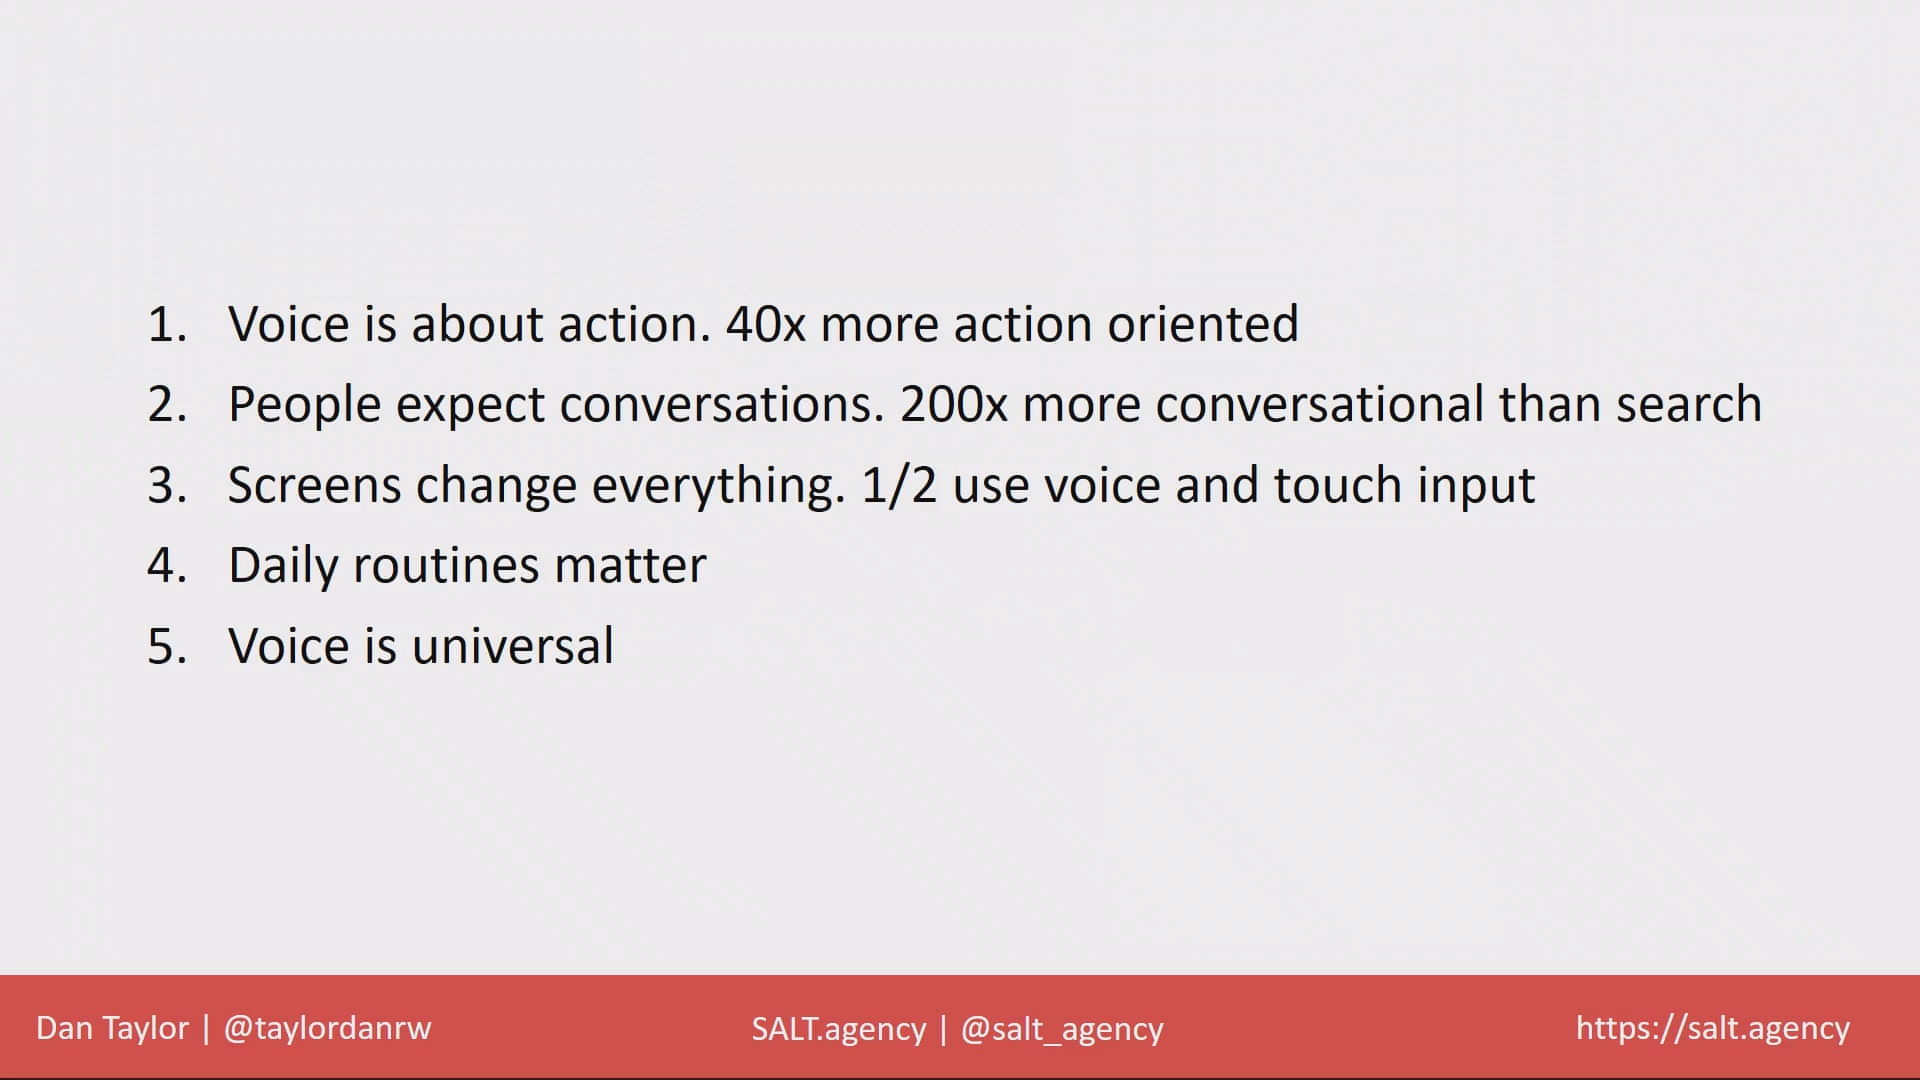 1. Voice is about action. 40x more action oriented
2. People expect conversations. 200x more conversational than search
3. Screens change everything. 1/2 use voice and touch input
4. Daily routines matter
5. Voice is universal
Dan Taylor | @taylordanrw
SALT.agency | @salt_agency
https://salt.agency